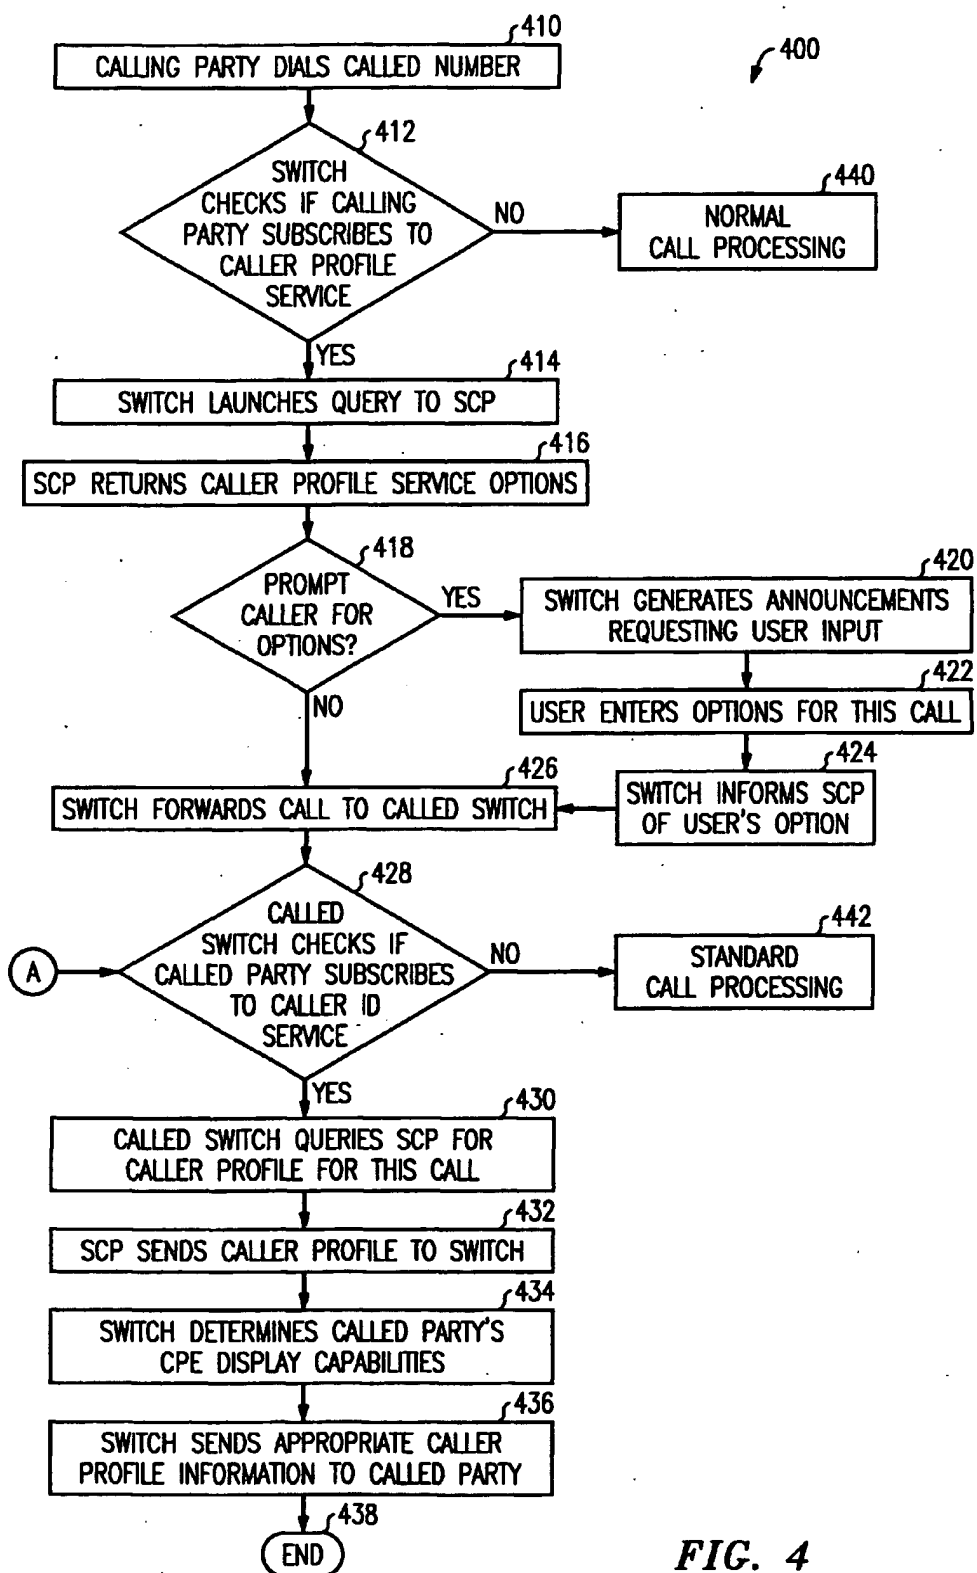 410
CALLING PARTY DIALS CALLED NUMBER
400
412
SWITCH
CHECKS IF CALLING
PARTY SUBSCRIBES TO
CALLER PROFILE
SERVICE
NO
440
NORMAL
CALL PROCESSING
YES
414
SWITCH LAUNCHES QUERY TO SCP
416
SCP RETURNS CALLER PROFILE SERVICE OPTIONS
418
PROMPT
CALLER FOR
OPTIONS?
YES
420
SWITCH GENERATES ANNOUNCEMENTS
REQUESTING USER INPUT
422
USER ENTERS OPTIONS FOR THIS CALL
NO
424
SWITCH INFORMS SCP
OF USER'S OPTION
426
SWITCH FORWARDS CALL TO CALLED SWITCH
428
CALLED
SWITCH CHECKS IF
CALLED PARTY SUBSCRIBES
TO CALLER ID
SERVICE
A
NO
442
STANDARD
CALL PROCESSING
YES
430
CALLED SWITCH QUERIES SCP FOR
CALLER PROFILE FOR THIS CALL
432
SCP SENDS CALLER PROFILE TO SWITCH
434
SWITCH DETERMINES CALLED PARTY'S
CPE DISPLAY CAPABILITIES
436
SWITCH SENDS APPROPRIATE CALLER
PROFILE INFORMATION TO CALLED PARTY
438
END
FIG. 4